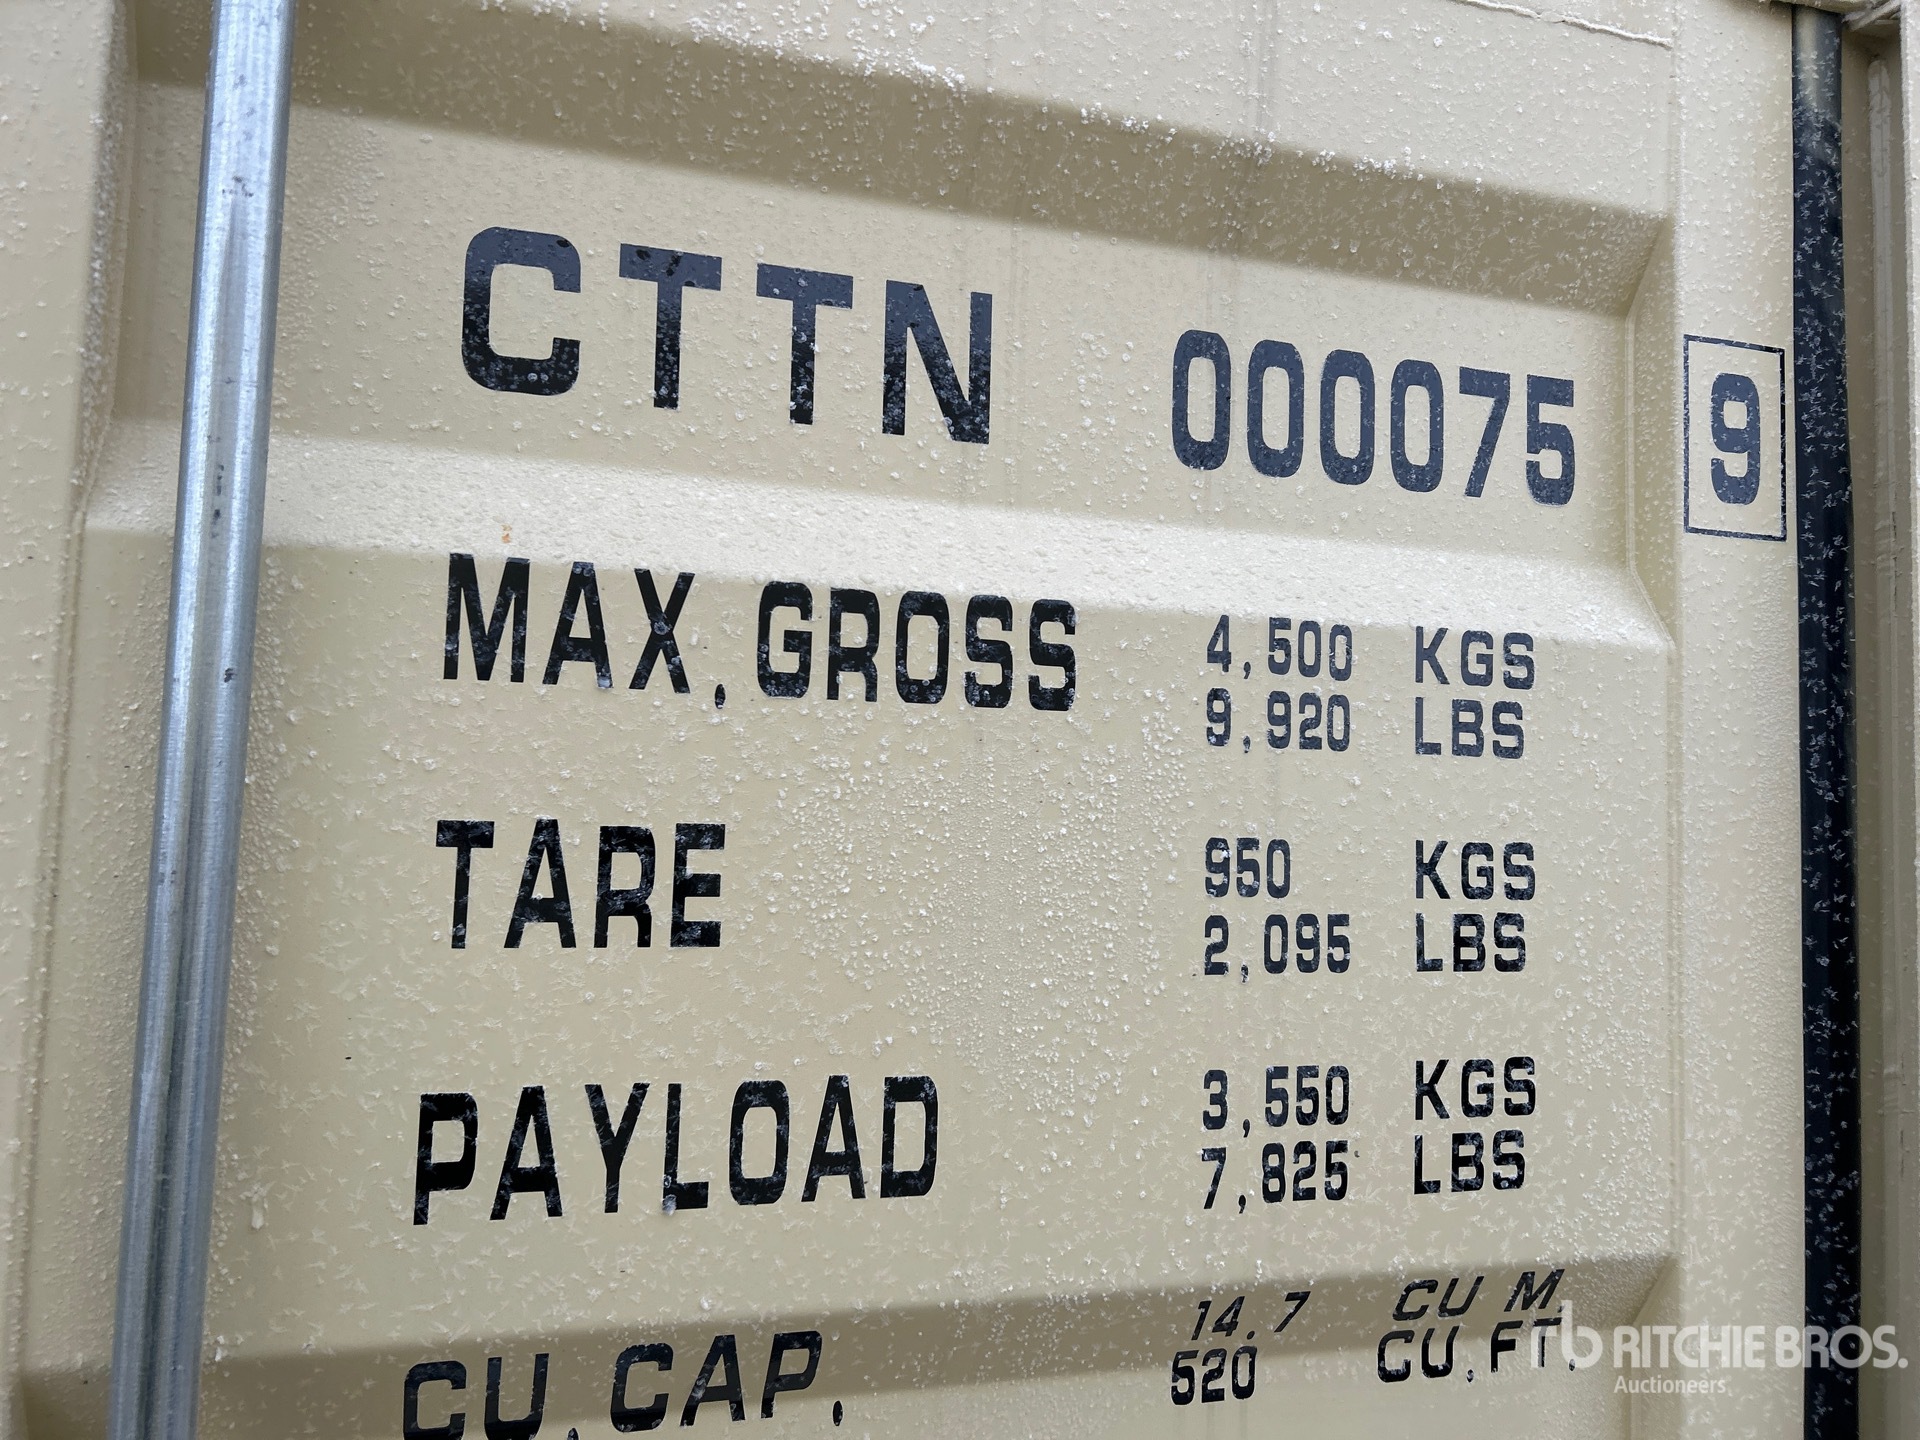 CTTN 000075 9
MAX.GROSS 4,500 KGS
9,920 LBS
TARE 950 KGS
2,095 LBS
PAYLOAD 3,550 KGS
7,825 LBS
CU.CAP. 14.7 CU M.
520 CU.FT.
rb RITCHIE BROS.
Auctioneers